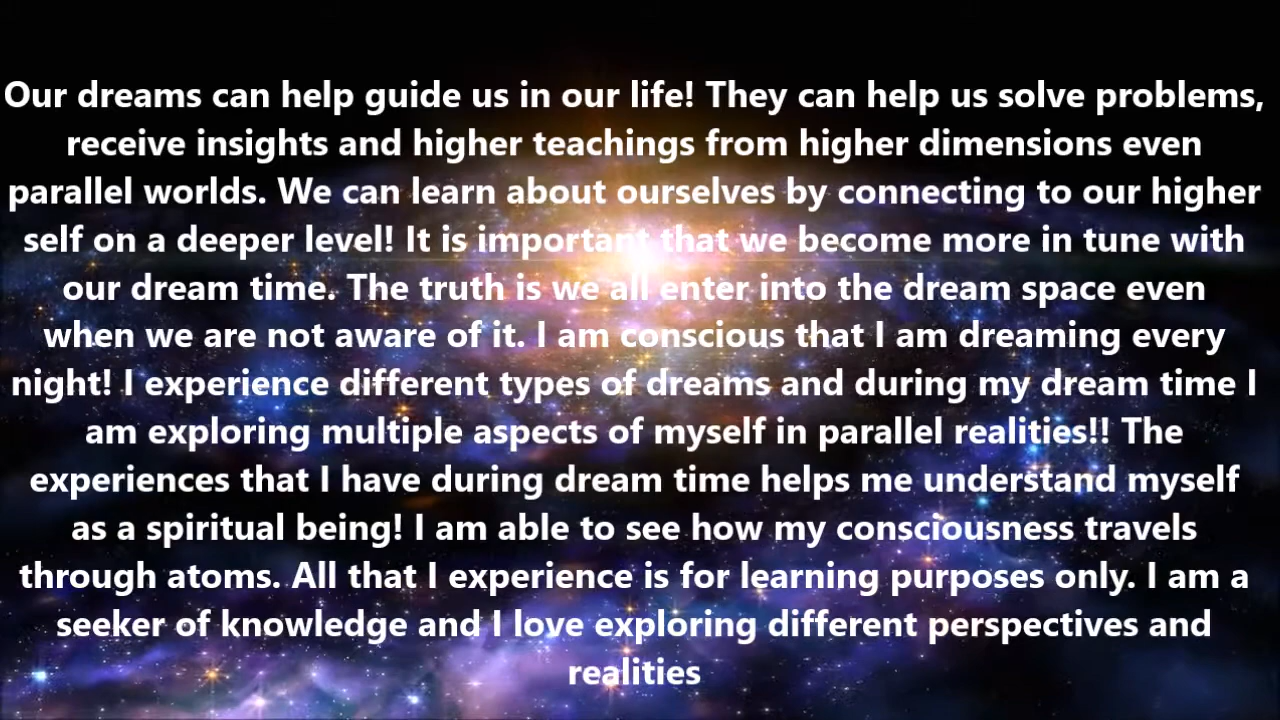 Our dreams can help guide us in our life! They can help us solve problems,
receive insights and higher teachings from higher dimensions even
parallel worlds. We can learn about ourselves by connecting to our higher
self on a deeper level! It is important that we become more in tune with
our dream time. The truth is we all enter into the dream space even
when we are not aware of it. I am conscious that I am dreaming every
night! I experience different types of dreams and during my dream time I
am exploring multiple aspects of myself in parallel realities!! The
experiences that I have during dream time helps me understand myself
as a spiritual being! I am able to see how my consciousness travels
through atoms. All that I experience is for learning purposes only. I am a
seeker of knowledge and I love exploring different perspectives and
realities